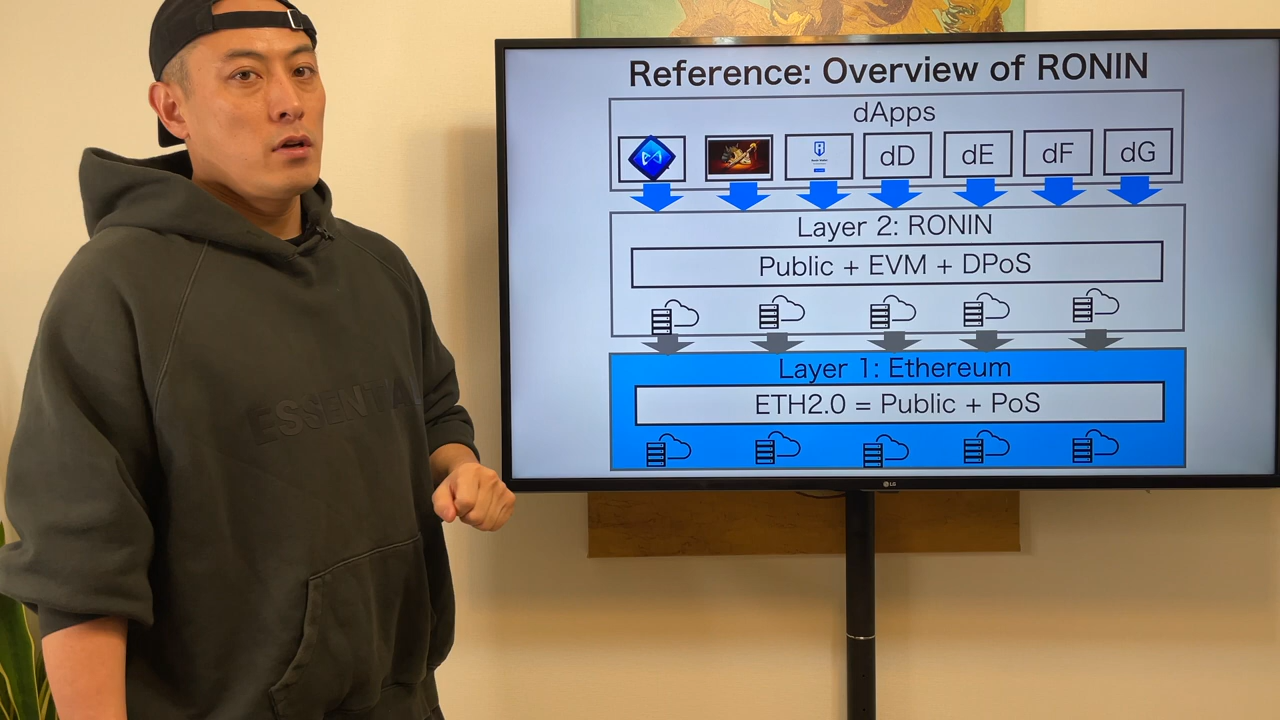 Reference: Overview of RONIN
dApps
dD
dE
dF
dG
Layer 2: RONIN
Public + EVM + DPoS
Layer 1: Ethereum
ETH2.0 = Public + PoS
LG
ESSENTIAL